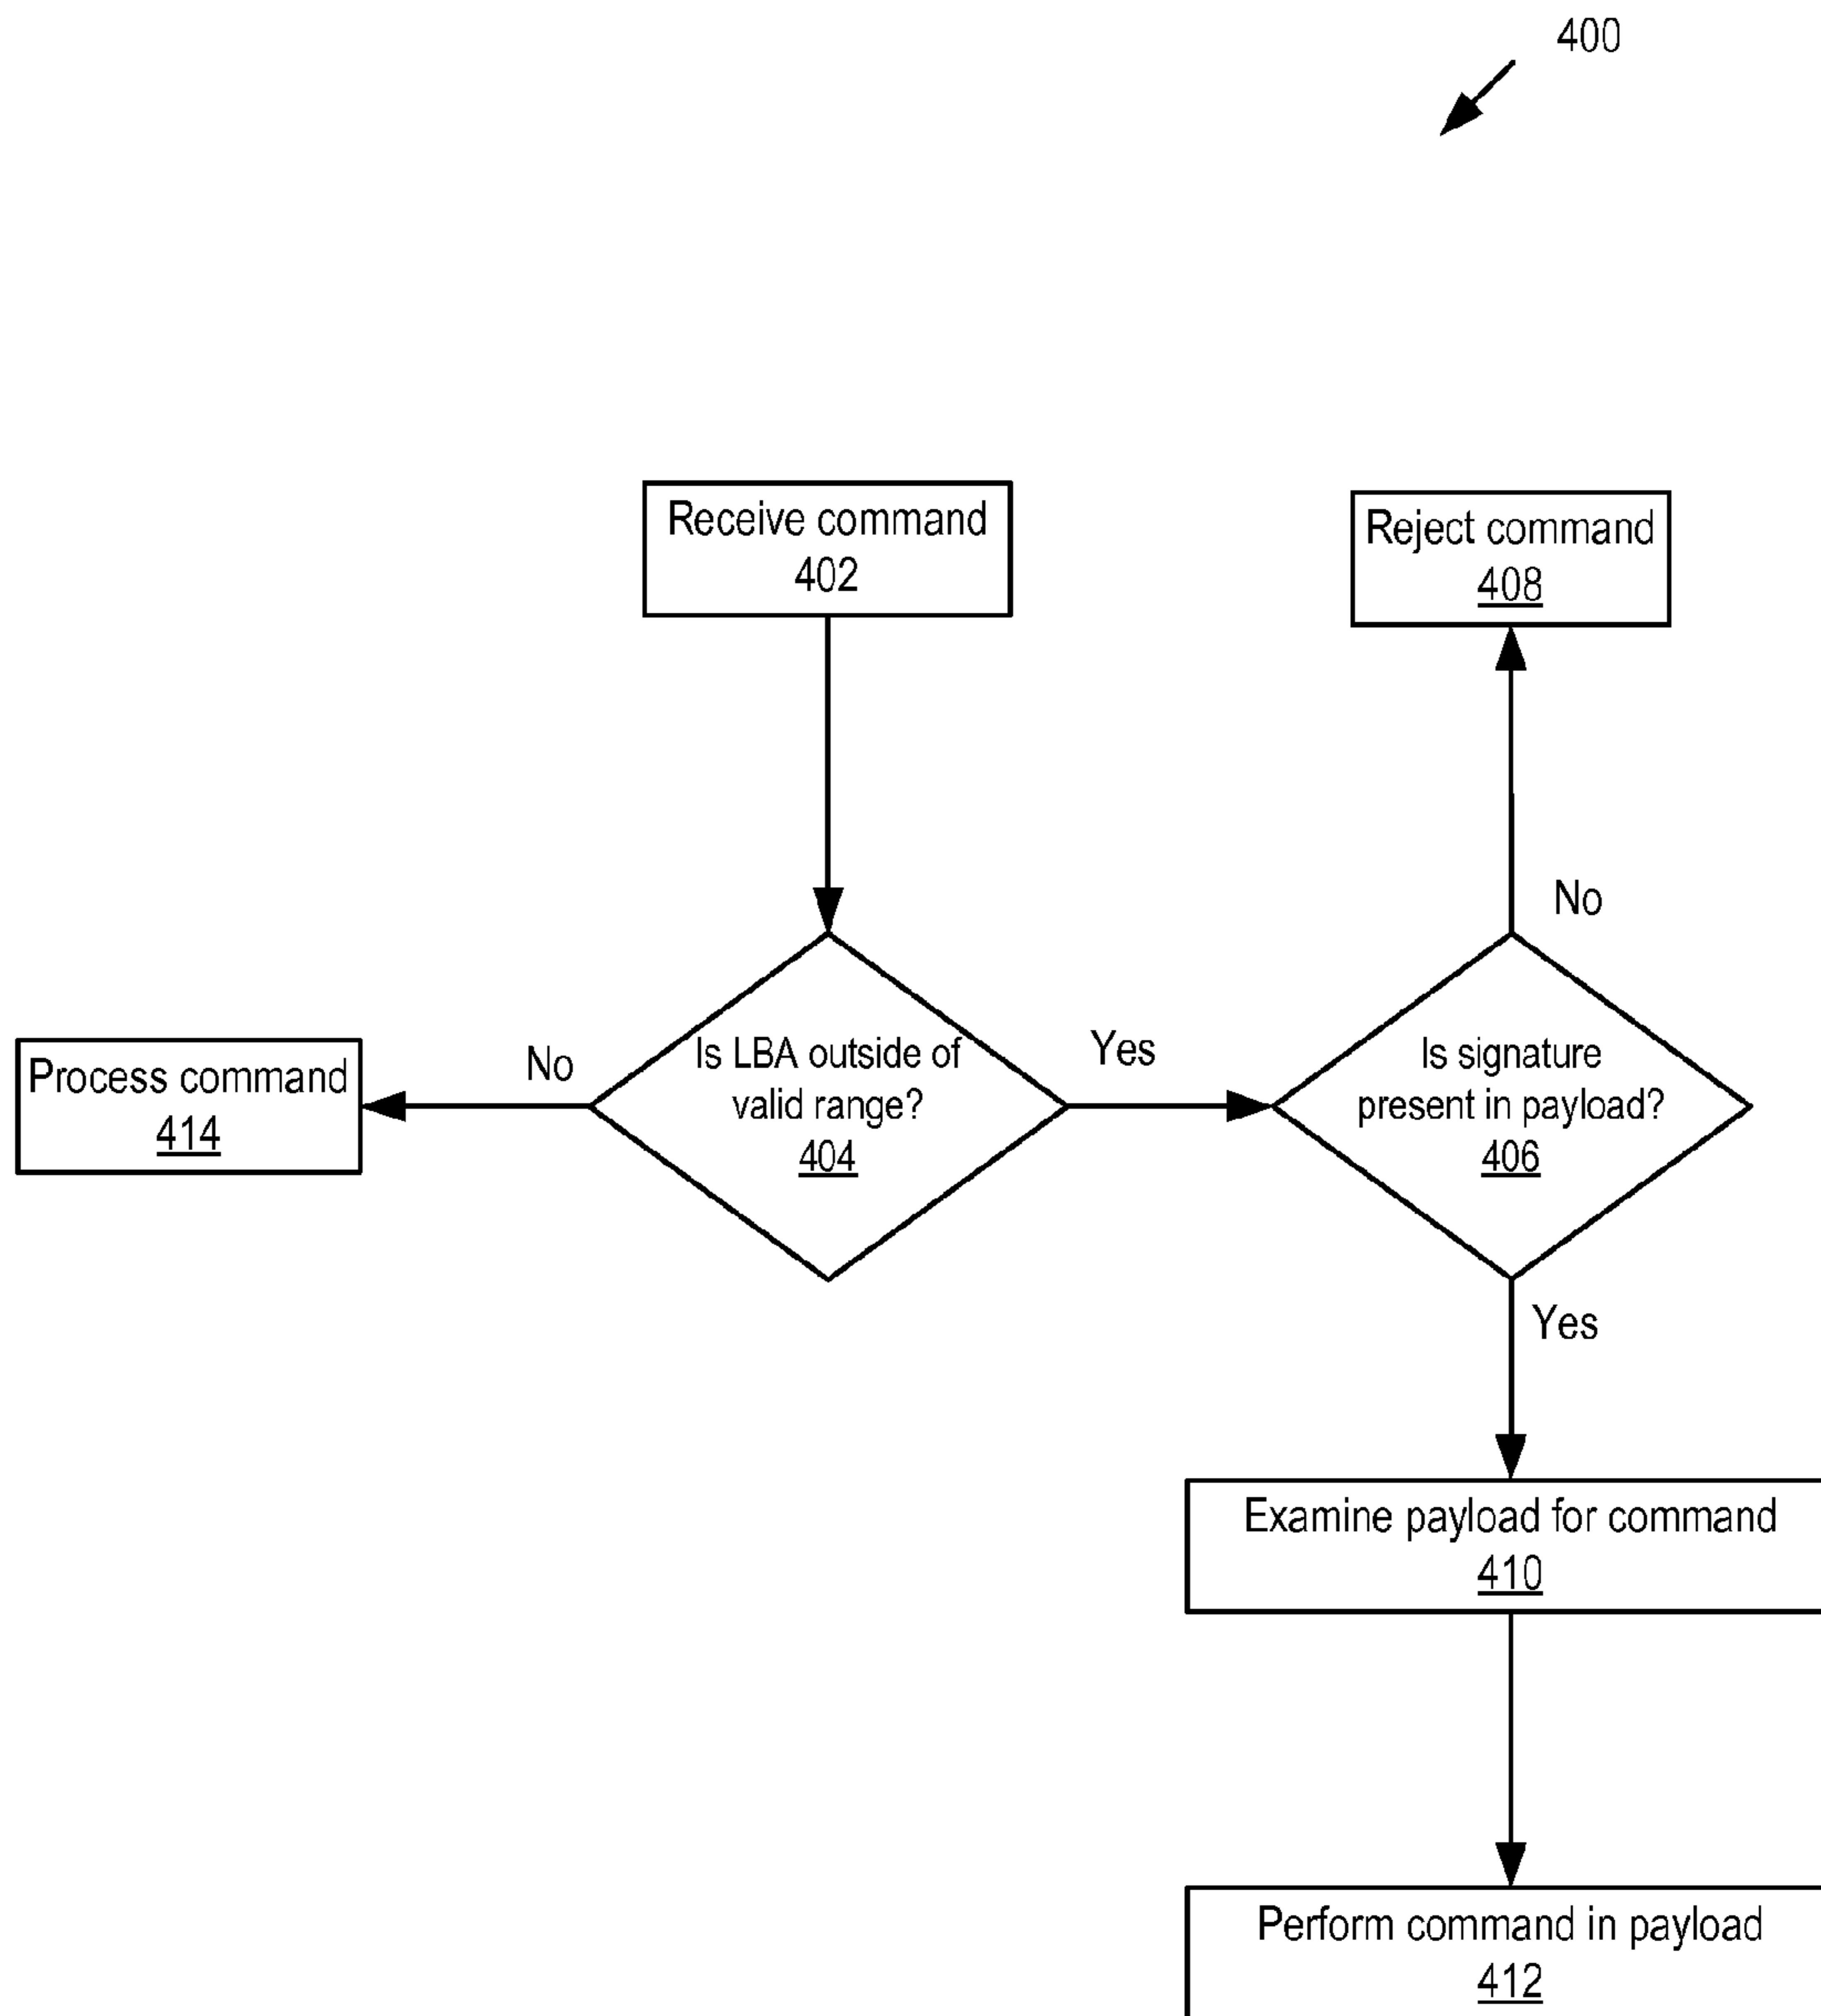 400
Receive command
402
Reject command
408
No
Process command
414
No
Is LBA outside of
valid range?
404
Yes
Is signature
present in payload?
406
Yes
Examine payload for command
410
Perform command in payload
412